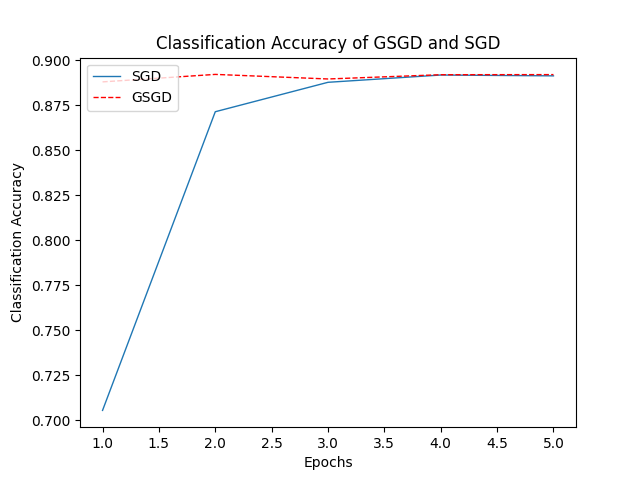 Classification Accuracy of GSGD and SGD
0.900
0.875
0.850
0.825
0.800
0.775
0.750
0.725
0.700
Classification Accuracy
SGD
GSGD
1.0 1.5 2.0 2.5 3.0 3.5 4.0 4.5 5.0
Epochs